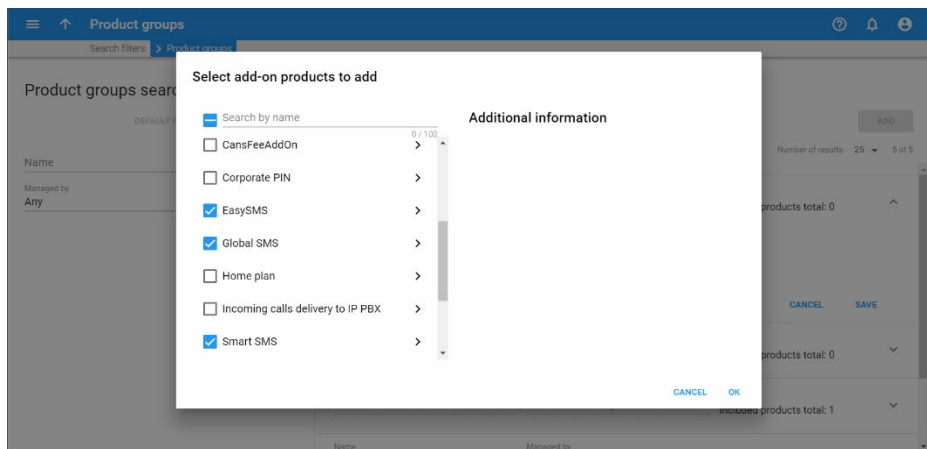 Product groups
Search filters > Product groups
Product groups sear
DEFAULT
ADD
Number of results: 25 5 of 5
Name
Managed by
Any
products total: 0
CANCEL SAVE
products total: 0
Included products total: 1
Name Managed by
Select add-on products to add
Search by name
0 / 100
CansFeeAddOn
Corporate PIN
EasySMS
Global SMS
Home plan
Incoming calls delivery to IP PBX
Smart SMS
Additional information
CANCEL OK